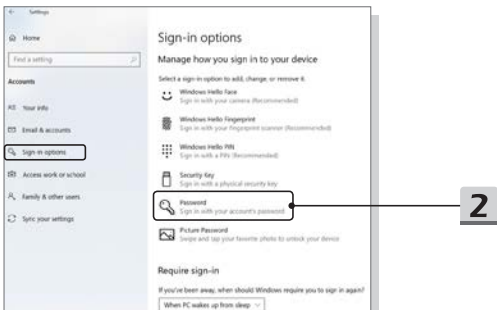 Settings
Home
Find a setting
Accounts
Your info
Email & accounts
Sign-in options
Access work or school
Family & other users
Sync your settings
Sign-in options
Manage how you sign in to your device
Select a sign-in option to add, change, or remove it.
Windows Hello Face
Sign in with your camera (Recommended)
Windows Hello Fingerprint
Sign in with your fingerprint scanner (Recommended)
Windows Hello PIN
Sign in with a PIN (Recommended)
Security Key
Sign in with a physical security key
Password
Sign in with your account's password
Picture Password
Swipe and tap your favorite photo to unlock your device
Require sign-in
If you've been away, when should Windows require you to sign in again?
When PC wakes up from sleep
2